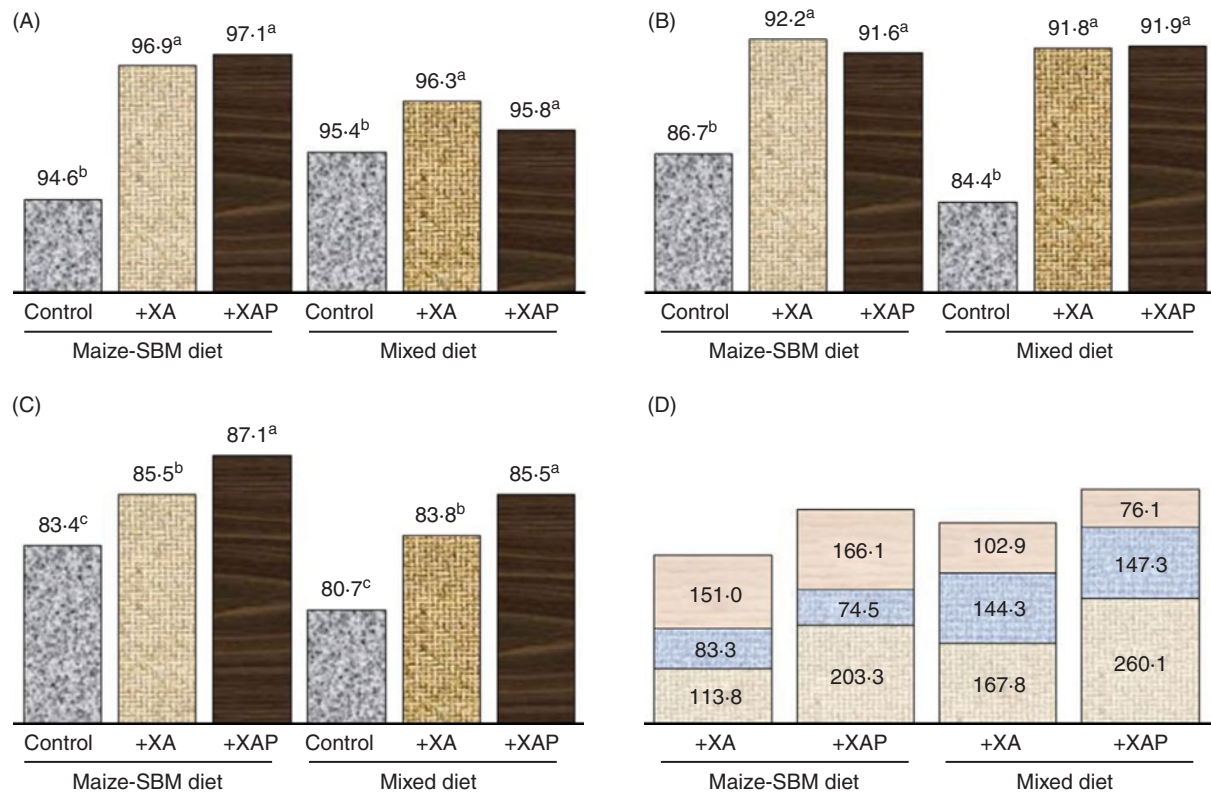 (A)
94·6b
96·9a
97·1a
95·4b
96·3a
95·8a
Control +XA +XAP Control +XA +XAP
Maize-SBM diet Mixed diet
(B)
86·7b
92·2a
91·6a
84·4b
91·8a
91·9a
Control +XA +XAP Control +XA +XAP
Maize-SBM diet Mixed diet
(C)
83·4c
85·5b
87·1a
80·7c
83·8b
85·5a
Control +XA +XAP Control +XA +XAP
Maize-SBM diet Mixed diet
(D)
151·0
83·3
113·8
166·1
74·5
203·3
102·9
144·3
167·8
76·1
147·3
260·1
+XA +XAP +XA +XAP
Maize-SBM diet Mixed diet